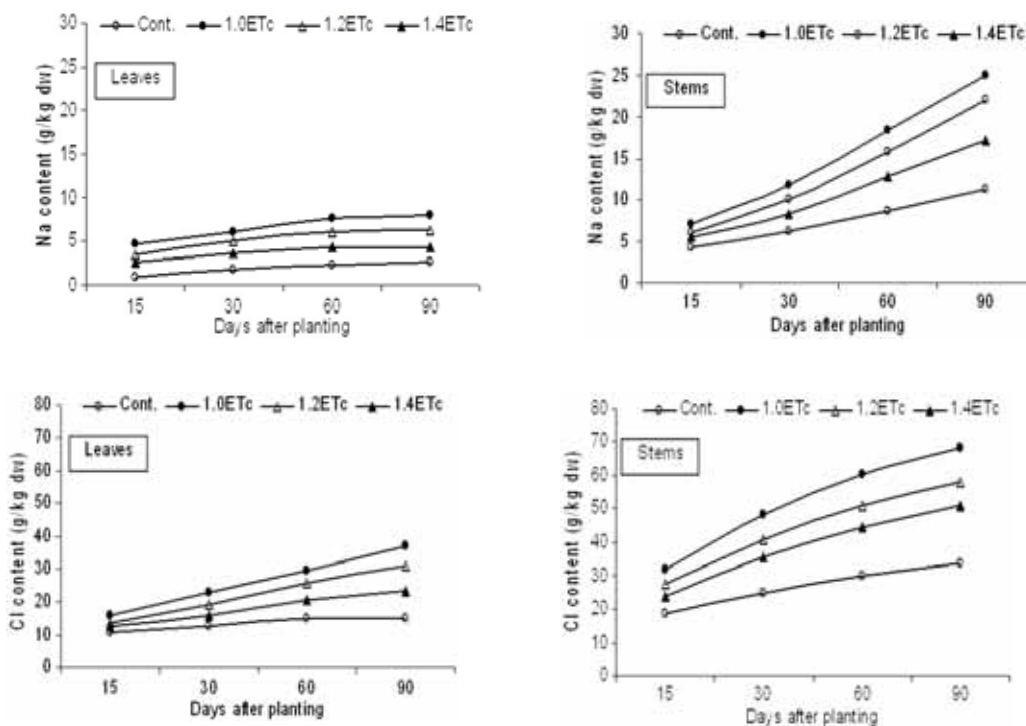 Cont. 1.0ETc 1.2ETc 1.4ETc
Leaves
Na content (g/kg dw)
30
25
20
15
10
5
0
15 30 60 90
Days after planting
Cont. 1.0ETc 1.2ETc 1.4ETc
Stems
Na content (g/kg dw)
30
25
20
15
10
5
0
15 30 60 90
Days after planting
Cont. 1.0ETc 1.2ETc 1.4ETc
Leaves
Cl content (g/kg dw)
80
70
60
50
40
30
20
10
0
15 30 60 90
Days after planting
Cont. 1.0ETc 1.2ETc 1.4ETc
Stems
Cl content (g/kg dw)
80
70
60
50
40
30
20
10
0
15 30 60 90
Days after planting